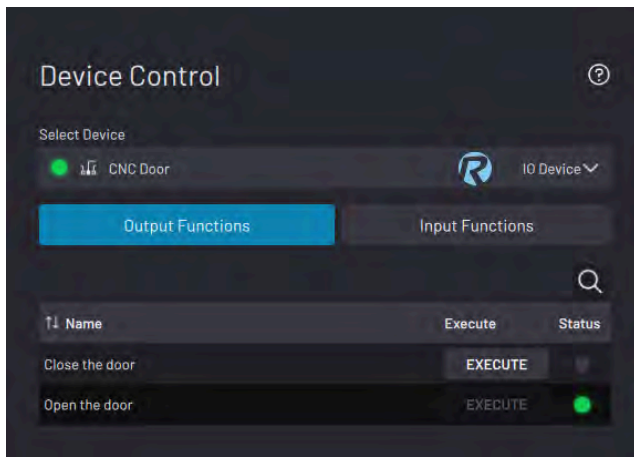 Device Control
Select Device
CNC Door
IO Device
Output Functions
Input Functions
Name Execute Status
Close the door EXECUTE
Open the door EXECUTE